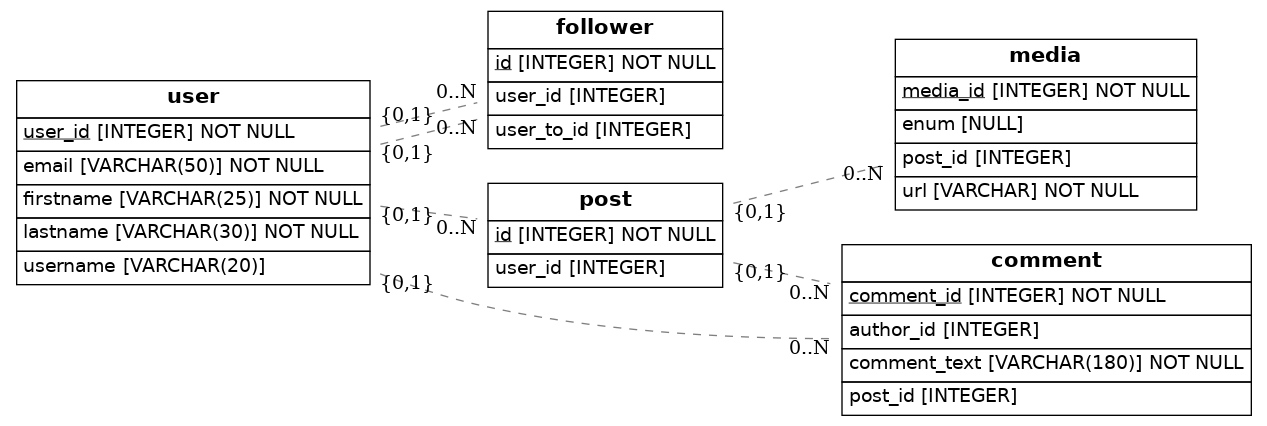 user
user_id [INTEGER] NOT NULL
email [VARCHAR(50)] NOT NULL
firstname [VARCHAR(25)] NOT NULL
lastname [VARCHAR(30)] NOT NULL
username [VARCHAR(20)]
follower
id [INTEGER] NOT NULL
user_id [INTEGER]
user_to_id [INTEGER]
post
id [INTEGER] NOT NULL
user_id [INTEGER]
media
media_id [INTEGER] NOT NULL
enum [NULL]
post_id [INTEGER]
url [VARCHAR] NOT NULL
comment
comment_id [INTEGER] NOT NULL
author_id [INTEGER]
comment_text [VARCHAR(180)] NOT NULL
post_id [INTEGER]
0..N
{0,1}
0..N
{0,1}
{0,1}
0..N
{0,1}
0..N
{0,1}
0..N
{0,1}
0..N